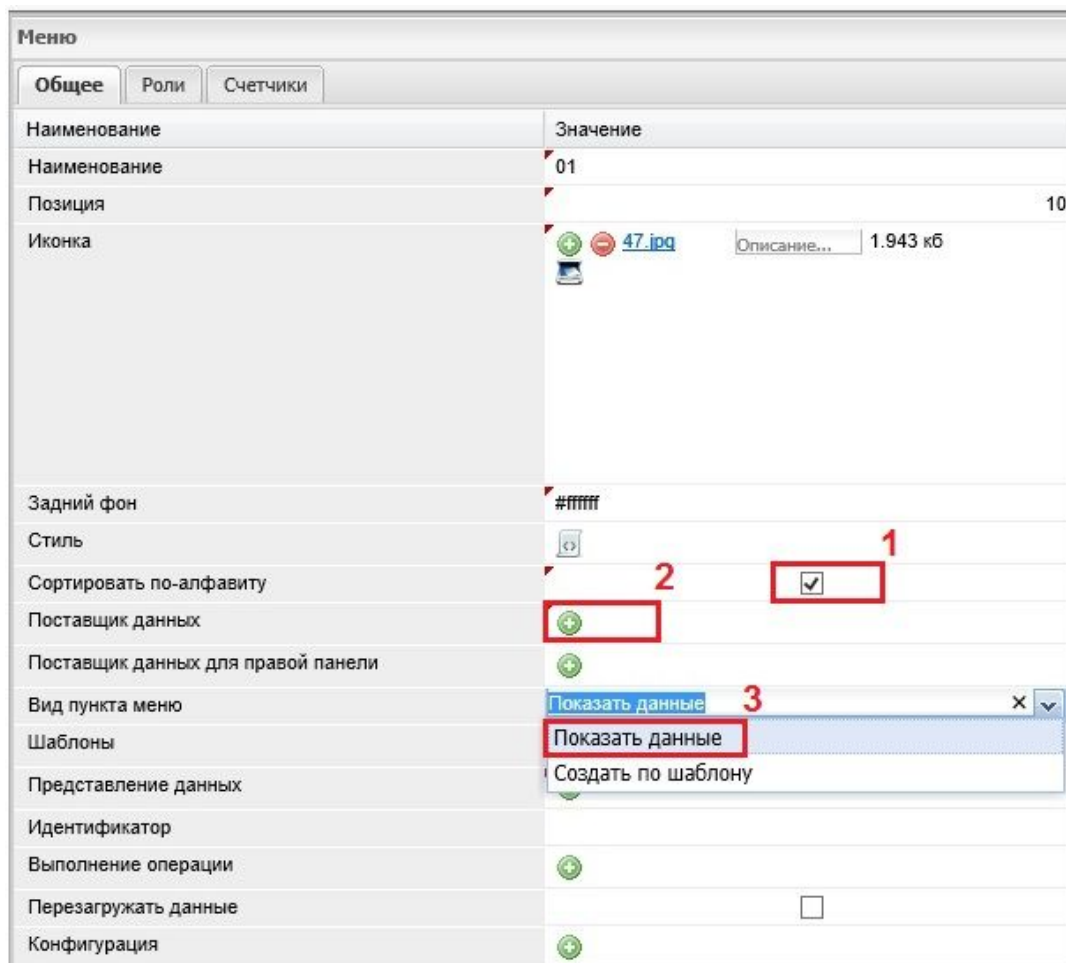 Меню
Общее Роли Счетчики
Наименование Значение
Наименование 01
Позиция 10
Иконка 47.jpg Описание... 1.943 кб
Задний фон #ffffff
Стиль 1
Сортировать по-алфавиту 2
Поставщик данных
Поставщик данных для правой панели
Вид пункта меню Показать данные 3
Шаблоны Показать данные
Создать по шаблону
Представление данных
Идентификатор
Выполнение операции
Перезагружать данные
Конфигурация